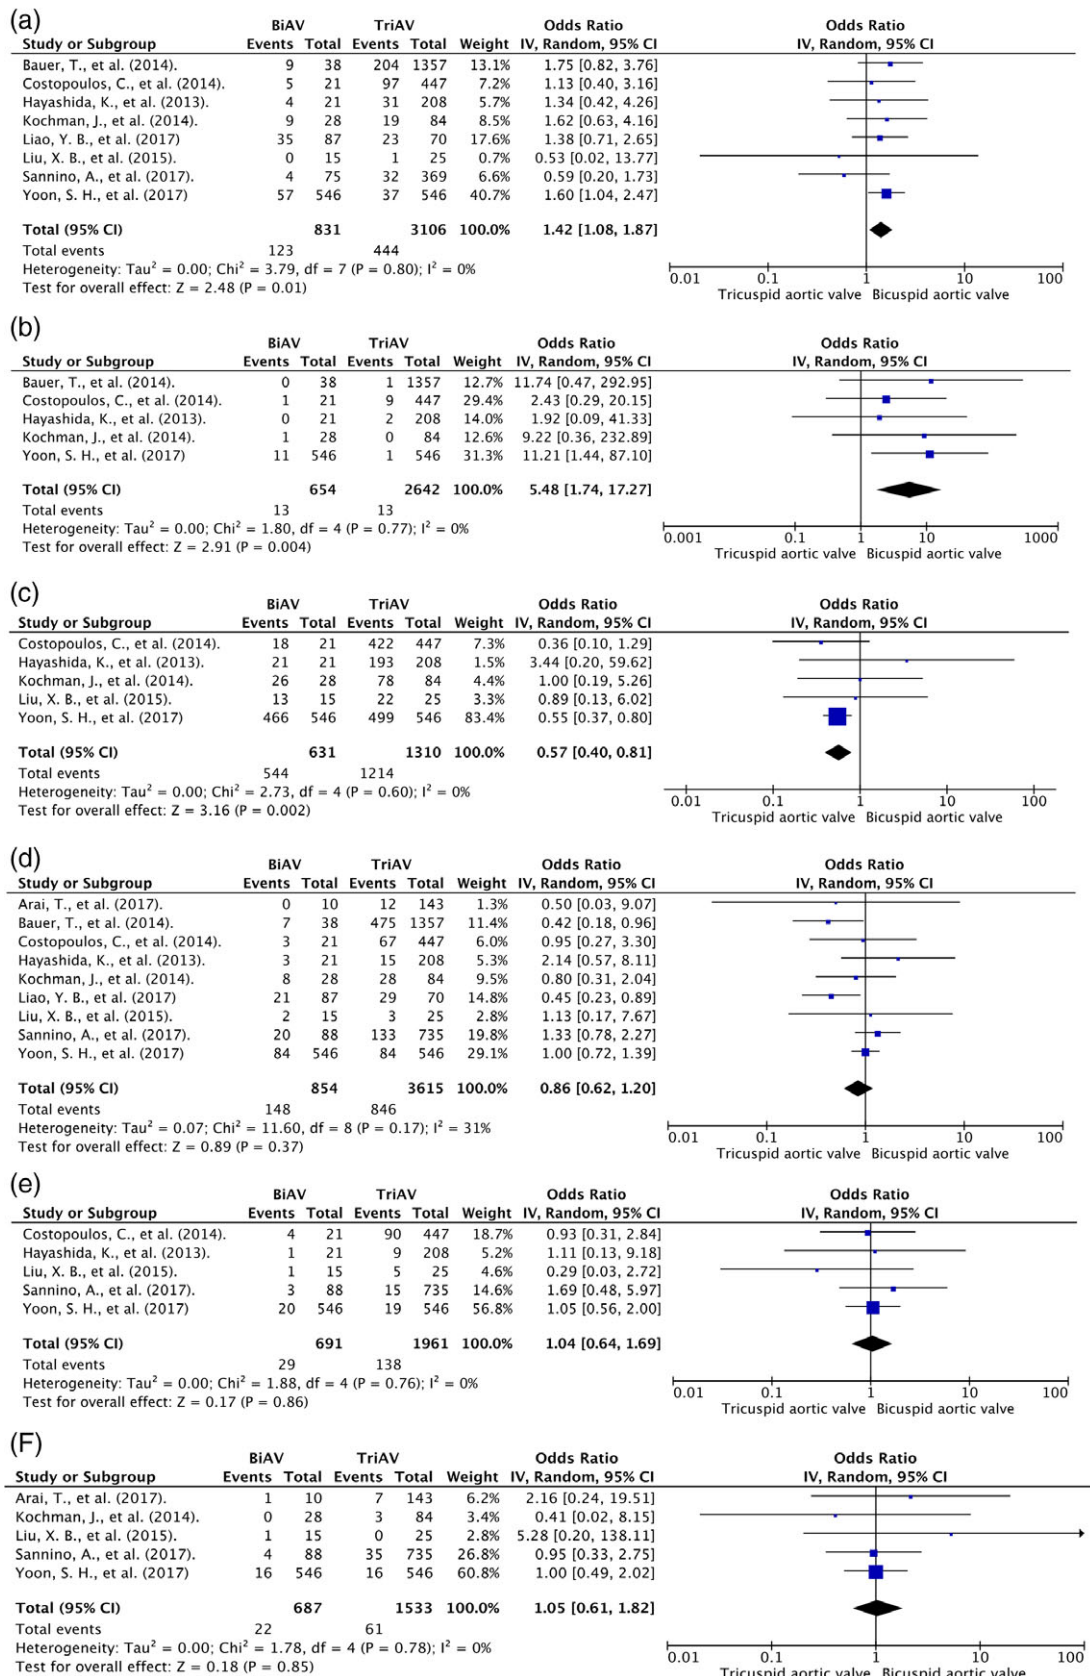 (a)
BiAV TriAV Odds Ratio Odds Ratio
Study or Subgroup Events Total Events Total Weight IV, Random, 95% CI IV, Random, 95% CI
Bauer, T., et al. (2014). 9 38 204 1357 13.1% 1.75 [0.82, 3.76]
Costopoulos, C., et al. (2014). 5 21 97 447 7.2% 1.13 [0.40, 3.16]
Hayashida, K., et al. (2013). 4 21 31 208 5.7% 1.34 [0.42, 4.26]
Kochman, J., et al. (2014). 9 28 19 84 8.5% 1.62 [0.63, 4.16]
Liao, Y. B., et al. (2017) 35 87 23 70 17.6% 1.38 [0.71, 2.65]
Liu, X. B., et al. (2015). 0 15 1 25 0.7% 0.53 [0.02, 13.77]
Sannino, A., et al. (2017). 4 75 32 369 6.6% 0.59 [0.20, 1.73]
Yoon, S. H., et al. (2017) 57 546 37 546 40.7% 1.60 [1.04, 2.47]
Total (95% CI) 831 3106 100.0% 1.42 [1.08, 1.87]
Total events 123 444
Heterogeneity: Tau² = 0.00; Chi² = 3.79, df = 7 (P = 0.80); I² = 0%
Test for overall effect: Z = 2.48 (P = 0.01)
0.01 0.1 1 10 100
Tricuspid aortic valve Bicuspid aortic valve
(b)
BiAV TriAV Odds Ratio Odds Ratio
Study or Subgroup Events Total Events Total Weight IV, Random, 95% CI IV, Random, 95% CI
Bauer, T., et al. (2014). 0 38 1 1357 12.7% 11.74 [0.47, 292.95]
Costopoulos, C., et al. (2014). 1 21 9 447 29.4% 2.43 [0.29, 20.15]
Hayashida, K., et al. (2013). 0 21 2 208 14.0% 1.92 [0.09, 41.33]
Kochman, J., et al. (2014). 1 28 0 84 12.6% 9.22 [0.36, 232.89]
Yoon, S. H., et al. (2017) 11 546 1 546 31.3% 11.21 [1.44, 87.10]
Total (95% CI) 654 2642 100.0% 5.48 [1.74, 17.27]
Total events 13 13
Heterogeneity: Tau² = 0.00; Chi² = 1.80, df = 4 (P = 0.77); I² = 0%
Test for overall effect: Z = 2.91 (P = 0.004)
0.001 0.1 1 10 1000
Tricuspid aortic valve Bicuspid aortic valve
(c)
BiAV TriAV Odds Ratio Odds Ratio
Study or Subgroup Events Total Events Total Weight IV, Random, 95% CI IV, Random, 95% CI
Costopoulos, C., et al. (2014). 18 21 422 447 7.3% 0.36 [0.10, 1.29]
Hayashida, K., et al. (2013). 21 21 193 208 1.5% 3.44 [0.20, 59.62]
Kochman, J., et al. (2014). 26 28 78 84 4.4% 1.00 [0.19, 5.26]
Liu, X. B., et al. (2015). 13 15 22 25 3.3% 0.89 [0.13, 6.02]
Yoon, S. H., et al. (2017) 466 546 499 546 83.4% 0.55 [0.37, 0.80]
Total (95% CI) 631 1310 100.0% 0.57 [0.40, 0.81]
Total events 544 1214
Heterogeneity: Tau² = 0.00; Chi² = 2.73, df = 4 (P = 0.60); I² = 0%
Test for overall effect: Z = 3.16 (P = 0.002)
0.01 0.1 1 10 100
Tricuspid aortic valve Bicuspid aortic valve
(d)
BiAV TriAV Odds Ratio Odds Ratio
Study or Subgroup Events Total Events Total Weight IV, Random, 95% CI IV, Random, 95% CI
Arai, T., et al. (2017). 0 10 12 143 1.3% 0.50 [0.03, 9.07]
Bauer, T., et al. (2014). 7 38 475 1357 11.4% 0.42 [0.18, 0.96]
Costopoulos, C., et al. (2014). 3 21 67 447 6.0% 0.95 [0.27, 3.30]
Hayashida, K., et al. (2013). 3 21 15 208 5.3% 2.14 [0.57, 8.11]
Kochman, J., et al. (2014). 8 28 28 84 9.5% 0.80 [0.31, 2.04]
Liao, Y. B., et al. (2017) 21 87 29 70 14.8% 0.45 [0.23, 0.89]
Liu, X. B., et al. (2015). 2 15 3 25 2.8% 1.13 [0.17, 7.67]
Sannino, A., et al. (2017). 20 88 133 735 19.8% 1.33 [0.78, 2.27]
Yoon, S. H., et al. (2017) 84 546 84 546 29.1% 1.00 [0.72, 1.39]
Total (95% CI) 854 3615 100.0% 0.86 [0.62, 1.20]
Total events 148 846
Heterogeneity: Tau² = 0.07; Chi² = 11.60, df = 8 (P = 0.17); I² = 31%
Test for overall effect: Z = 0.89 (P = 0.37)
0.01 0.1 1 10 100
Tricuspid aortic valve Bicuspid aortic valve
(e)
BiAV TriAV Odds Ratio Odds Ratio
Study or Subgroup Events Total Events Total Weight IV, Random, 95% CI IV, Random, 95% CI
Costopoulos, C., et al. (2014). 4 21 90 447 18.7% 0.93 [0.31, 2.84]
Hayashida, K., et al. (2013). 1 21 9 208 5.2% 1.11 [0.13, 9.18]
Liu, X. B., et al. (2015). 1 15 5 25 4.6% 0.29 [0.03, 2.72]
Sannino, A., et al. (2017). 3 88 15 735 14.6% 1.69 [0.48, 5.97]
Yoon, S. H., et al. (2017) 20 546 19 546 56.8% 1.05 [0.56, 2.00]
Total (95% CI) 691 1961 100.0% 1.04 [0.64, 1.69]
Total events 29 138
Heterogeneity: Tau² = 0.00; Chi² = 1.88, df = 4 (P = 0.76); I² = 0%
Test for overall effect: Z = 0.17 (P = 0.86)
0.01 0.1 1 10 100
Tricuspid aortic valve Bicuspid aortic valve
(F)
BiAV TriAV Odds Ratio Odds Ratio
Study or Subgroup Events Total Events Total Weight IV, Random, 95% CI IV, Random, 95% CI
Arai, T., et al. (2017). 1 10 7 143 6.2% 2.16 [0.24, 19.51]
Kochman, J., et al. (2014). 0 28 3 84 3.4% 0.41 [0.02, 8.15]
Liu, X. B., et al. (2015). 1 15 0 25 2.8% 5.28 [0.20, 138.11]
Sannino, A., et al. (2017). 4 88 35 735 26.8% 0.95 [0.33, 2.75]
Yoon, S. H., et al. (2017) 16 546 16 546 60.8% 1.00 [0.49, 2.02]
Total (95% CI) 687 1533 100.0% 1.05 [0.61, 1.82]
Total events 22 61
Heterogeneity: Tau² = 0.00; Chi² = 1.78, df = 4 (P = 0.78); I² = 0%
Test for overall effect: Z = 0.18 (P = 0.85)
0.01 0.1 1 10 100
Tricuspid aortic valve Bicuspid aortic valve